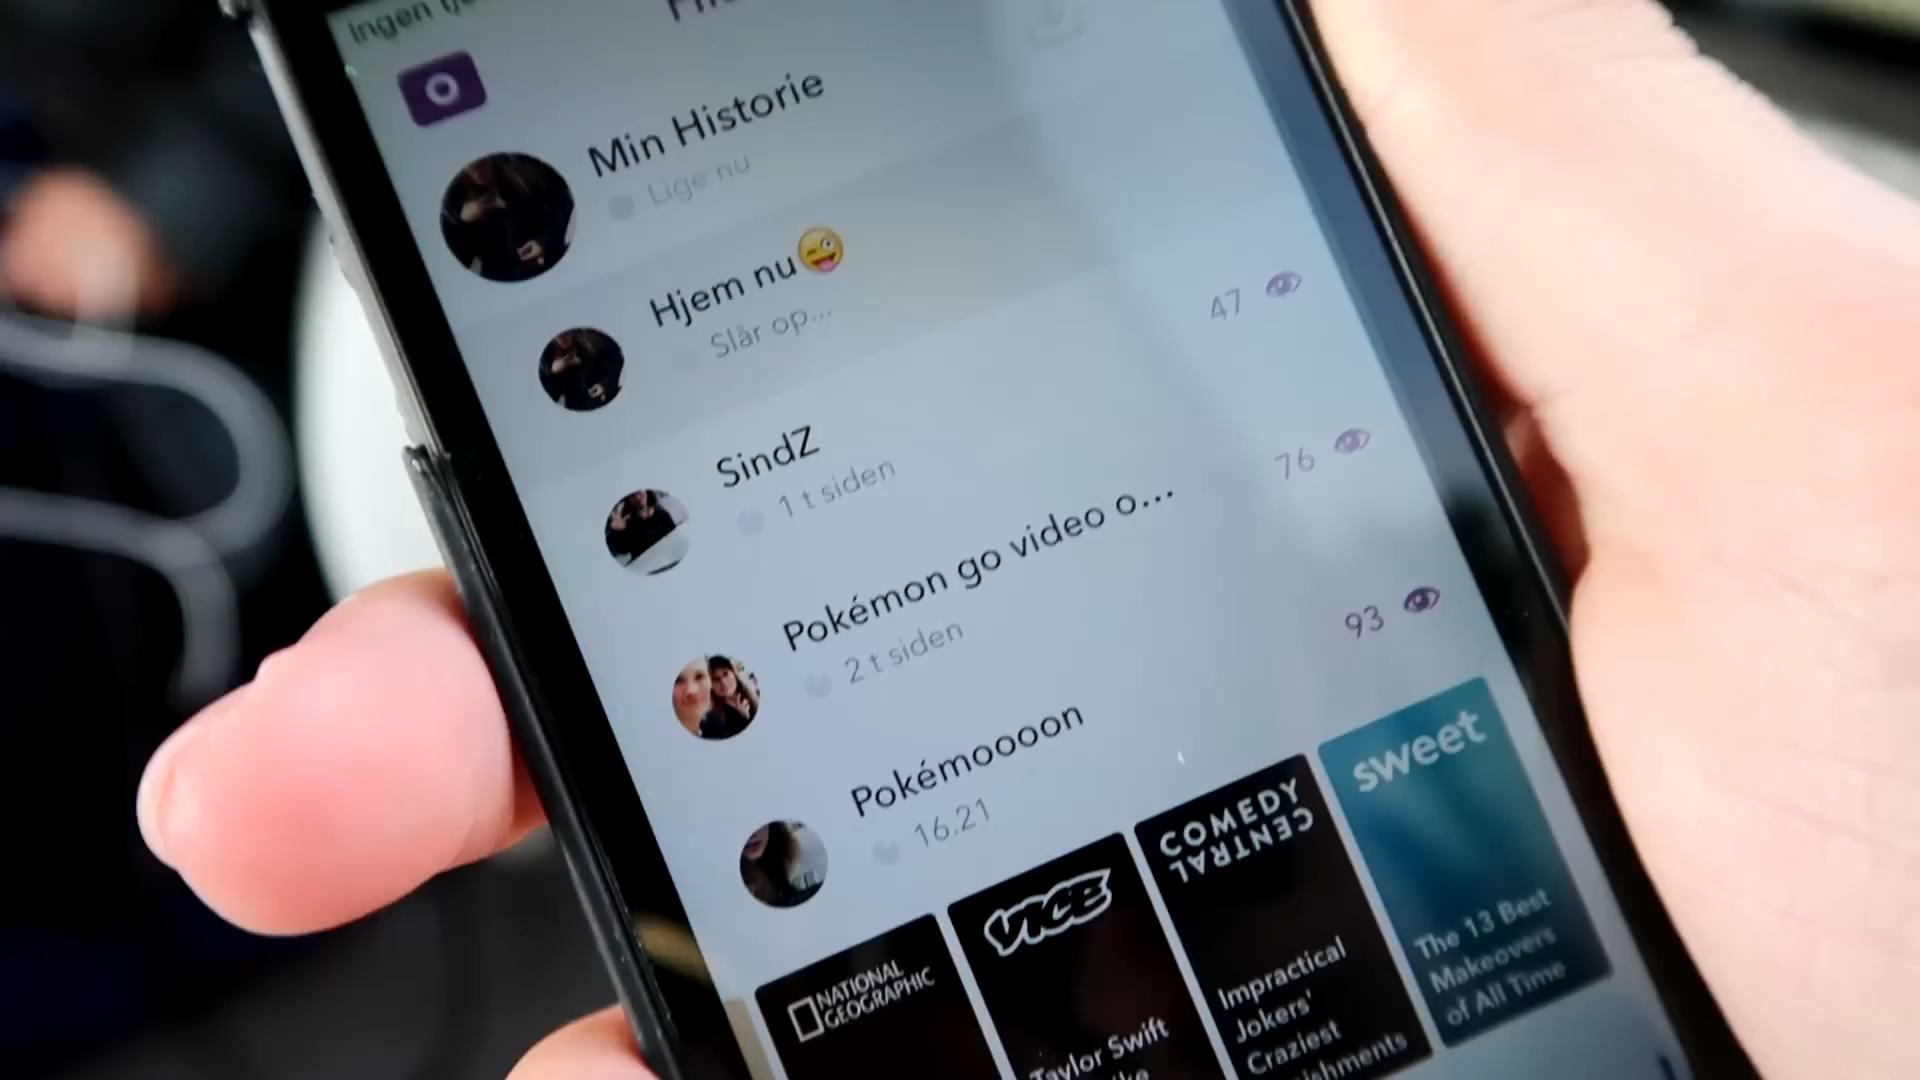 Ingen
Min Historie
Lige nu
Hjem nu😜
Slår op...
SindZ
1 t siden
47
Pokémon go video o...
2 t siden
76
Pokémoooon
16.21
93
NATIONAL
GEOGRAPHIC
VICE
Taylor Swift
COMEDY
CENTRAL
Impractical
Jokers'
Craziest
sweet
The 13 Best
Makeovers
of All Time